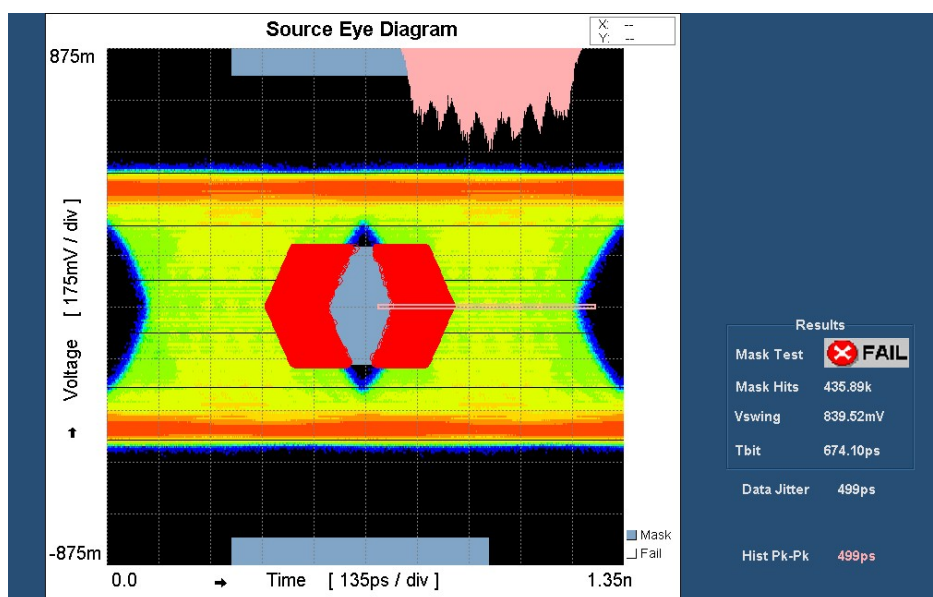 Source Eye Diagram
X: --
Y: --
875m
Voltage [ 175mV / div ]
-875m
0.0
Time [ 135ps / div ]
1.35n
Mask
Fail
Results
Mask Test FAIL
Mask Hits 435.89k
Vswing 839.52mV
Tbit 674.10ps
Data Jitter 499ps
Hist Pk-Pk 499ps